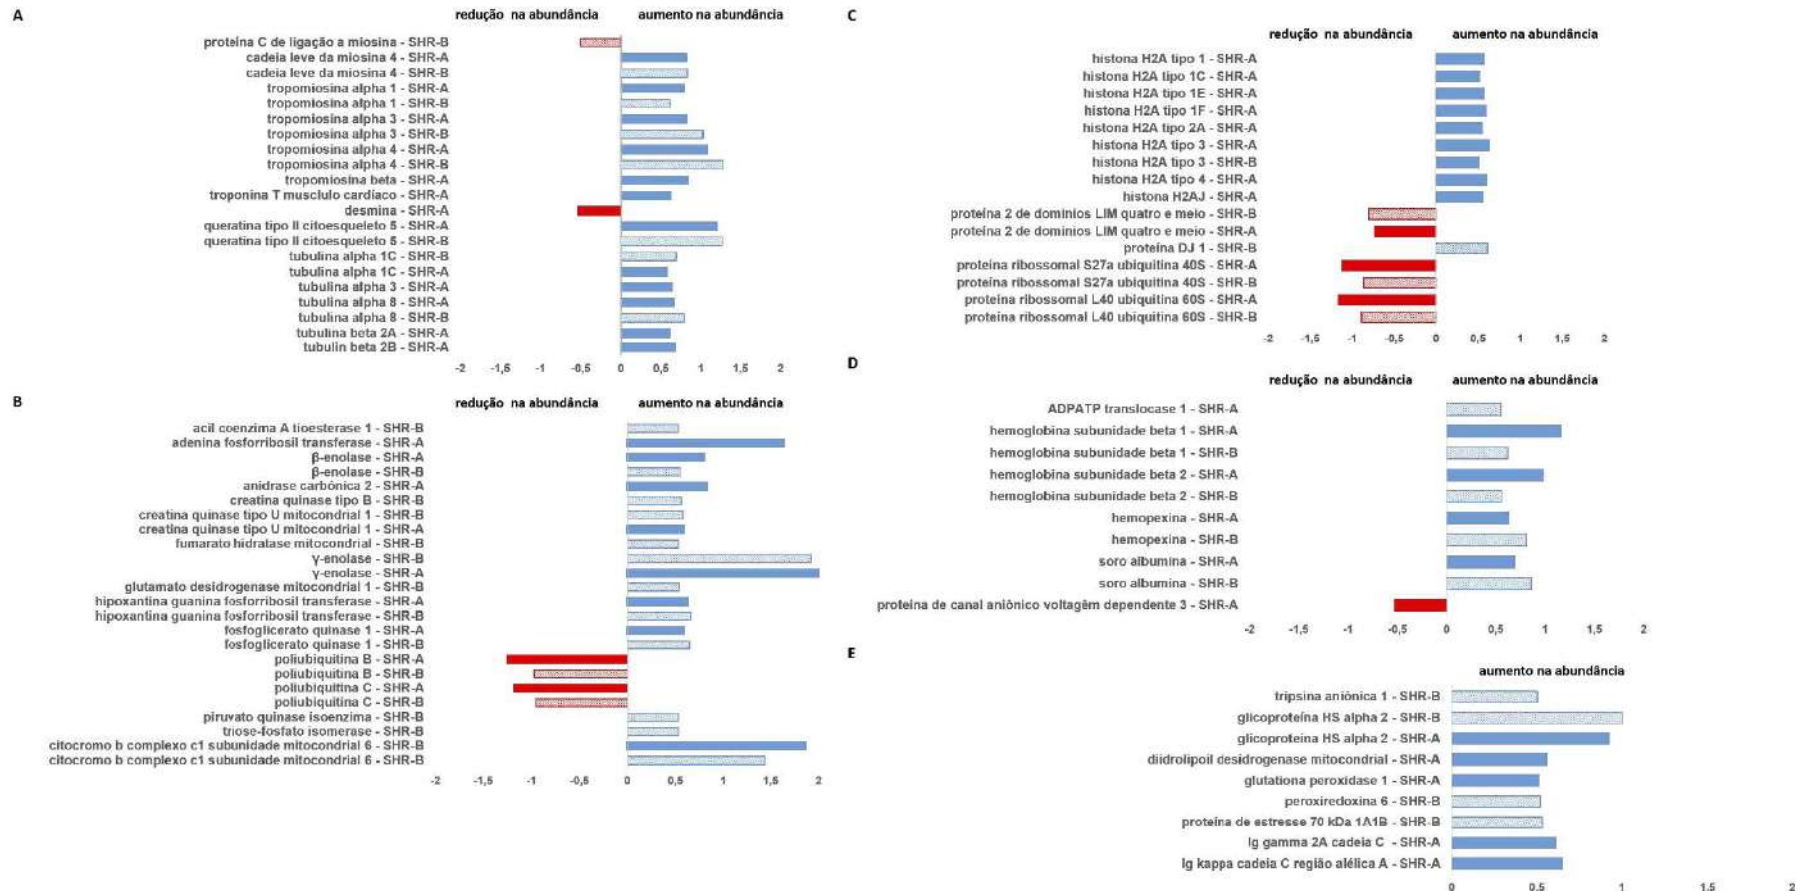 A
redução na abundância aumento na abundância
proteína C de ligação a miosina - SHR-B
cadeia leve da miosina 4 - SHR-A
cadeia leve da miosina 4 - SHR-B
tropomiosina alpha 1 - SHR-A
tropomiosina alpha 1 - SHR-B
tropomiosina alpha 3 - SHR-A
tropomiosina alpha 3 - SHR-B
tropomiosina alpha 4 - SHR-A
tropomiosina alpha 4 - SHR-B
tropomiosina beta - SHR-A
troponina T musclulo cardíaco - SHR-A
desmina - SHR-A
queratina tipo II citoesqueleto 5 - SHR-A
queratina tipo II citoesqueleto 5 - SHR-B
tubulina alpha 1C - SHR-B
tubulina alpha 1C - SHR-A
tubulina alpha 3 - SHR-A
tubulina alpha 8 - SHR-A
tubulina alpha 8 - SHR-B
tubulina beta 2A - SHR-A
tubulin beta 2B - SHR-A
-2 -1,5 -1 -0,5 0 0,5 1 1,5 2
B
redução na abundância aumento na abundância
acil coenzima A tioesterase 1 - SHR-B
adenina fosforribosil transferase - SHR-A
β-enolase - SHR-A
β-enolase - SHR-B
anidrase carbônica 2 - SHR-A
creatina quinase tipo B - SHR-B
creatina quinase tipo U mitocondrial 1 - SHR-B
creatina quinase tipo U mitocondrial 1 - SHR-A
fumarato hidratase mitocondrial - SHR-B
γ-enolase - SHR-B
γ-enolase - SHR-A
glutamato desidrogenase mitocondrial 1 - SHR-B
hipoxantina guanina fosforribosil transferase - SHR-A
hipoxantina guanina fosforribosil transferase - SHR-B
fosfoglicerato quinase 1 - SHR-A
fosfoglicerato quinase 1 - SHR-B
poliubiquitina B - SHR-A
poliubiquitina B - SHR-B
poliubiquitina C - SHR-A
poliubiquitina C - SHR-B
piruvato quinase isoenzima - SHR-B
triose-fosfato isomerase - SHR-B
citocromo b complexo c1 subunidade mitocondrial 6 - SHR-B
citocromo b complexo c1 subunidade mitocondrial 6 - SHR-B
-2 -1,5 -1 -0,5 0 0,5 1 1,5 2
C
redução na abundância aumento na abundância
histona H2A tipo 1 - SHR-A
histona H2A tipo 1C - SHR-A
histona H2A tipo 1E - SHR-A
histona H2A tipo 1F - SHR-A
histona H2A tipo 2A - SHR-A
histona H2A tipo 3 - SHR-A
histona H2A tipo 3 - SHR-B
histona H2A tipo 4 - SHR-A
histona H2AJ - SHR-A
proteína 2 de domínios LIM quatro e meio - SHR-B
proteína 2 de domínios LIM quatro e meio - SHR-A
proteína DJ 1 - SHR-B
proteína ribossomal S27a ubiquitina 40S - SHR-A
proteína ribossomal S27a ubiquitina 40S - SHR-B
proteína ribossomal L40 ubiquitina 60S - SHR-A
proteína ribossomal L40 ubiquitina 60S - SHR-B
-2 -1,5 -1 -0,5 0 0,5 1 1,5 2
D
redução na abundância aumento na abundância
ADPATP translocase 1 - SHR-A
hemoglobina subunidade beta 1 - SHR-A
hemoglobina subunidade beta 1 - SHR-B
hemoglobina subunidade beta 2 - SHR-A
hemoglobina subunidade beta 2 - SHR-B
hemopexina - SHR-A
hemopexina - SHR-B
soro albumina - SHR-A
soro albumina - SHR-B
proteína de canal aniônico voltagêm dependente 3 - SHR-A
-2 -1,5 -1 -0,5 0 0,5 1 1,5 2
E
aumento na abundância
tripsina aniônica 1 - SHR-B
glicoproteína HS alpha 2 - SHR-B
glicoproteína HS alpha 2 - SHR-A
diidrolipoil desidrogenase mitocondrial - SHR-A
glutationa peroxidase 1 - SHR-A
peroxiredoxina 6 - SHR-B
proteína de estresse 70 kDa 1A1B - SHR-B
Ig gamma 2A cadeia C - SHR-A
Ig kappa cadeia C região alélica A - SHR-A
0 0,5 1 1,5 2